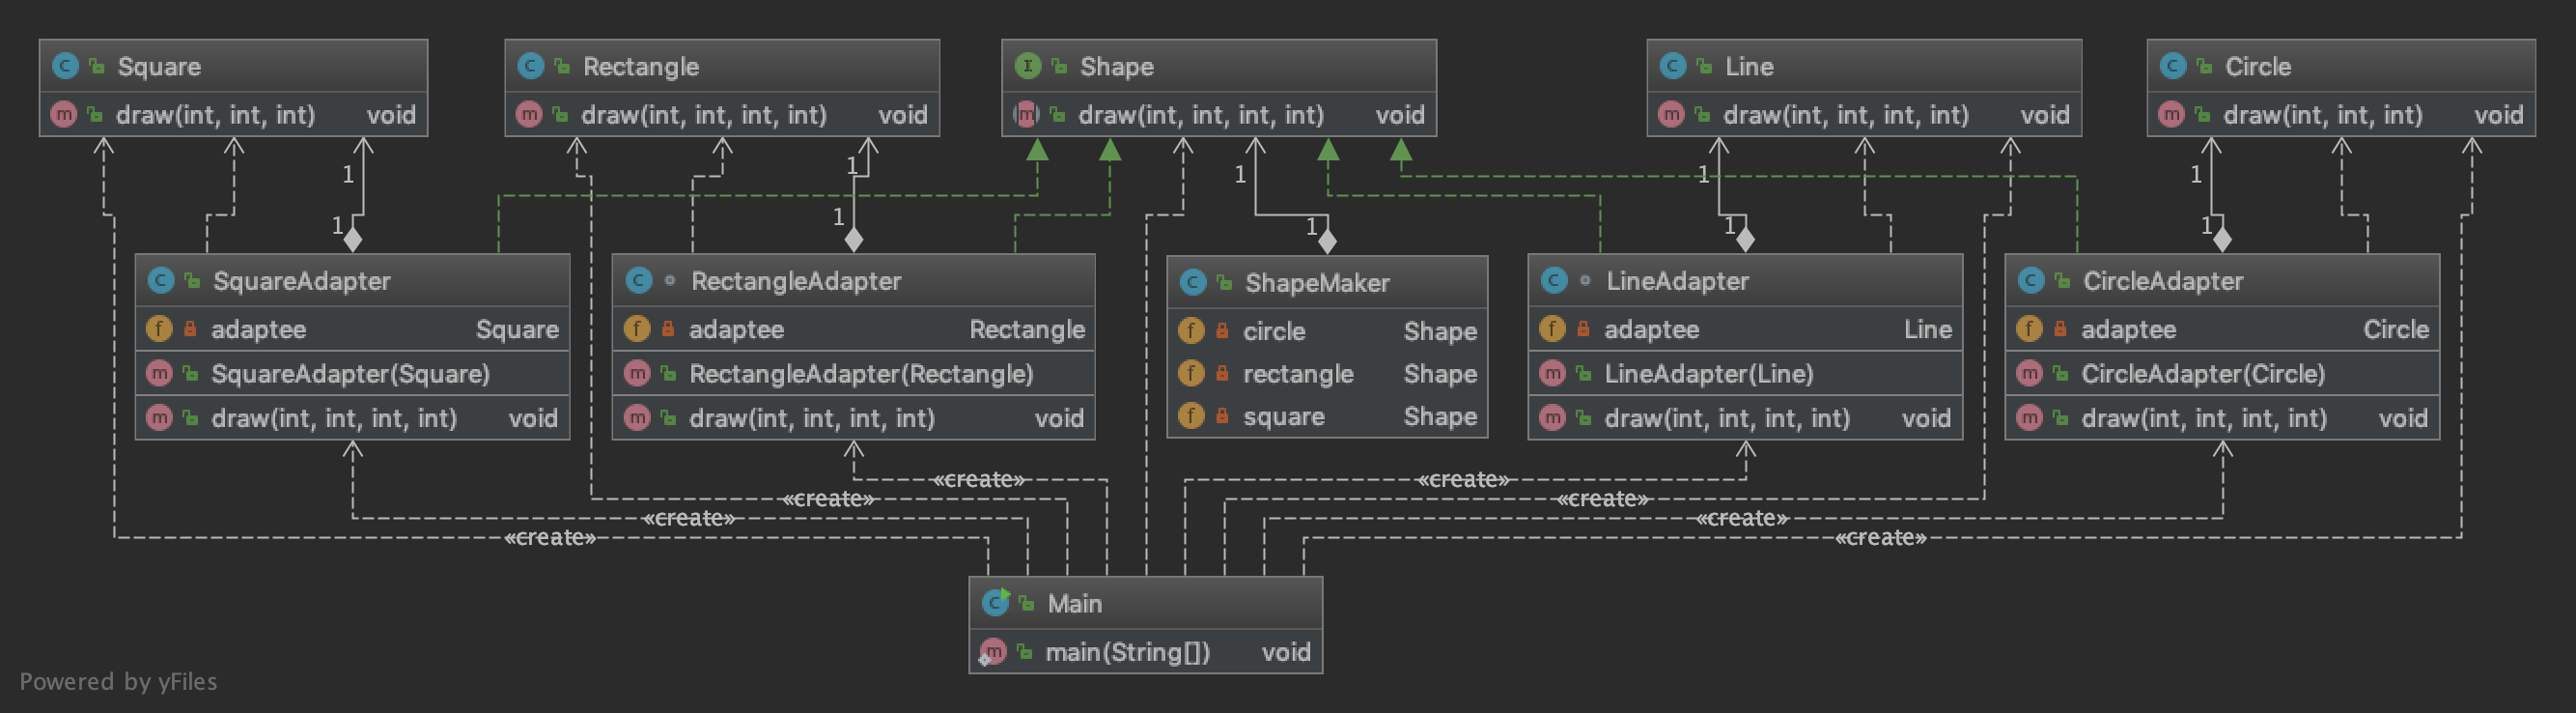 Square
draw(int, int, int) void
Rectangle
draw(int, int, int, int) void
Shape
draw(int, int, int, int) void
Line
draw(int, int, int, int) void
Circle
draw(int, int, int) void
1
1
1
1
1
1
1
1
1
1
SquareAdapter
adaptee Square
SquareAdapter(Square)
draw(int, int, int, int) void
RectangleAdapter
adaptee Rectangle
RectangleAdapter(Rectangle)
draw(int, int, int, int) void
ShapeMaker
circle Shape
rectangle Shape
square Shape
LineAdapter
adaptee Line
LineAdapter(Line)
draw(int, int, int, int) void
CircleAdapter
adaptee Circle
CircleAdapter(Circle)
draw(int, int, int, int) void
«create»
«create»
«create»
«create»
«create»
«create»
«create»
«create»
Main
main(String[]) void
Powered by yFiles